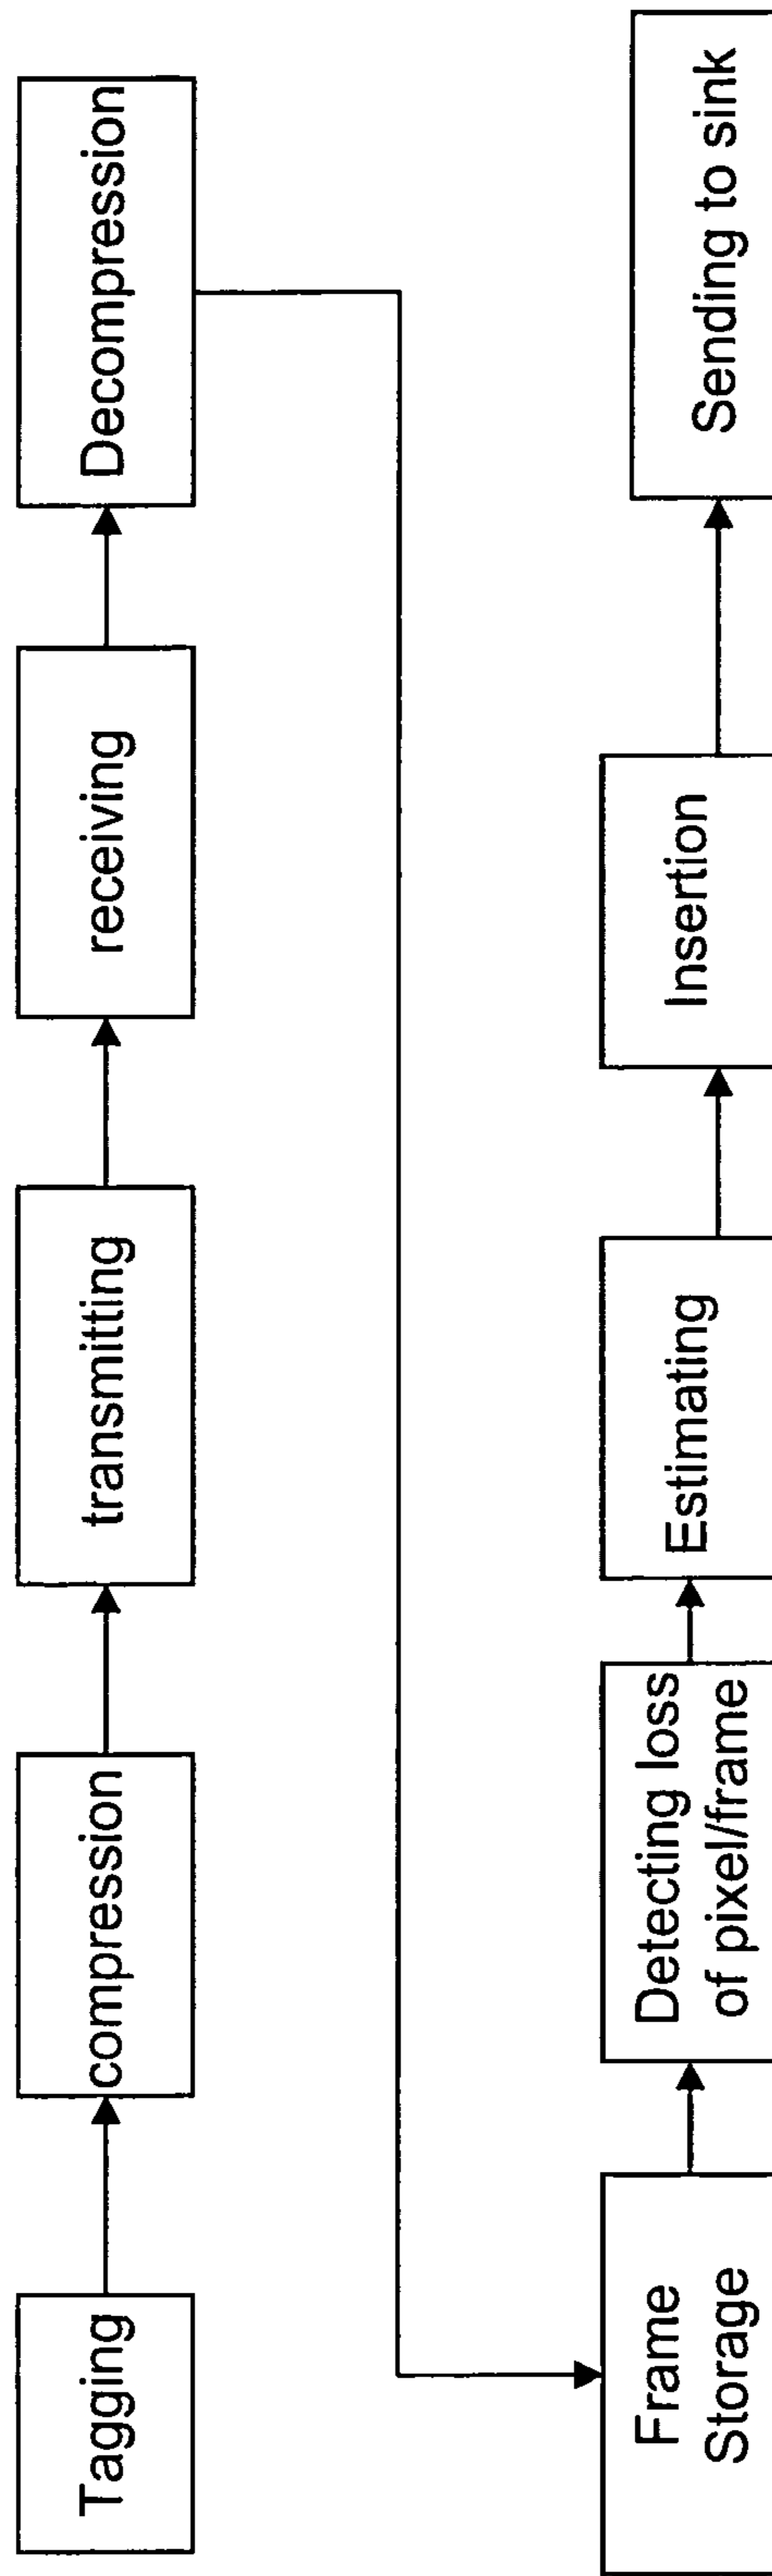 Tagging
compression
transmitting
receiving
Decompression
Frame
Storage
Detecting loss
of pixel/frame
Estimating
Insertion
Sending to sink